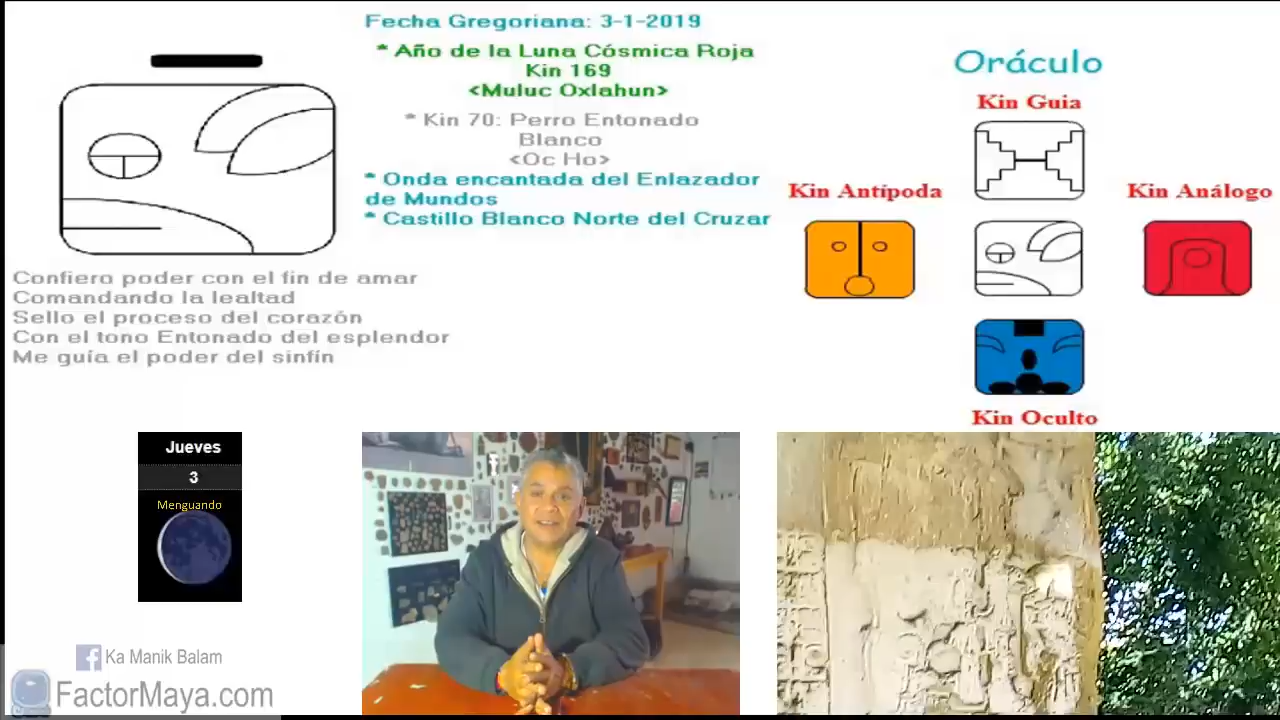 Fecha Gregoriana: 3-1-2019
* Año de la Luna Cósmica Roja
Kin 169
<Muluc Oxlahun>
* Kin 70: Perro Entonado
Blanco
<Oc Ho>
* Onda encantada del Enlazador
de Mundos
* Castillo Blanco Norte del Cruzar
Confiero poder con el fin de amar
Comandando la lealtad
Sello el proceso del corazón
Con el tono Entonado del esplendor
Me guía el poder del sinfín
Oráculo
Kin Guia
Kin Antípoda
Kin Análogo
Kin Oculto
Jueves
3
Menguando
Ka Manik Balam
FactorMaya.com